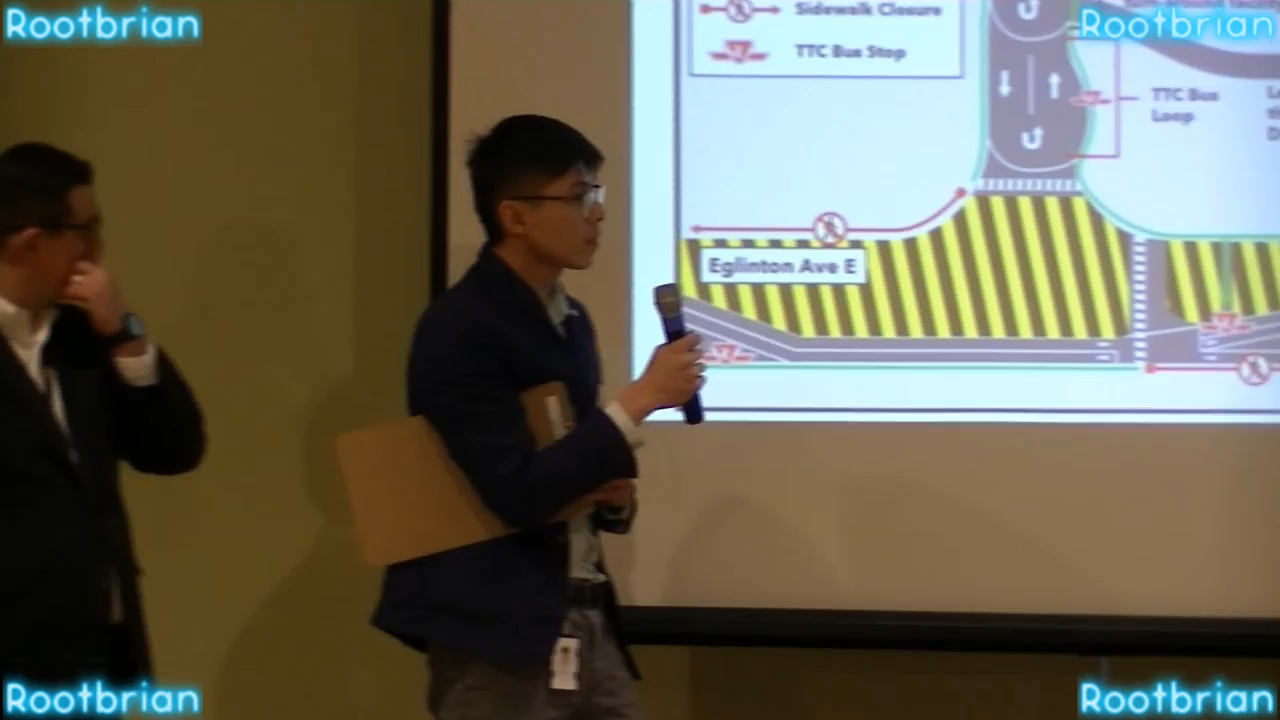 Rootbrian
Rootbrian
Sidewalk Closure
TTC Bus Stop
TTC Bus
Loop
Eglinton Ave E
Rootbrian
Rootbrian